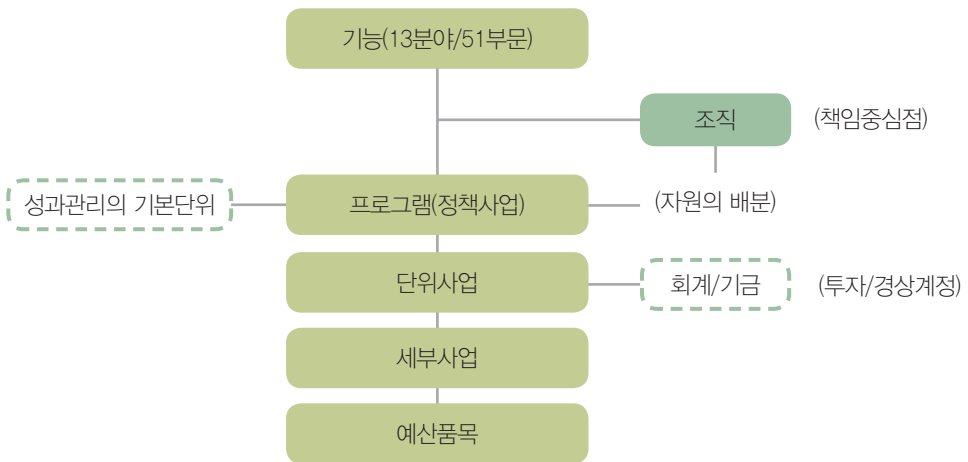 기능(13분야/51부문)
조직 (책임중심점)
성과관리의 기본단위 프로그램(정책사업) (자원의 배분)
단위사업 회계/기금 (투자/경상계정)
세부사업
예산품목